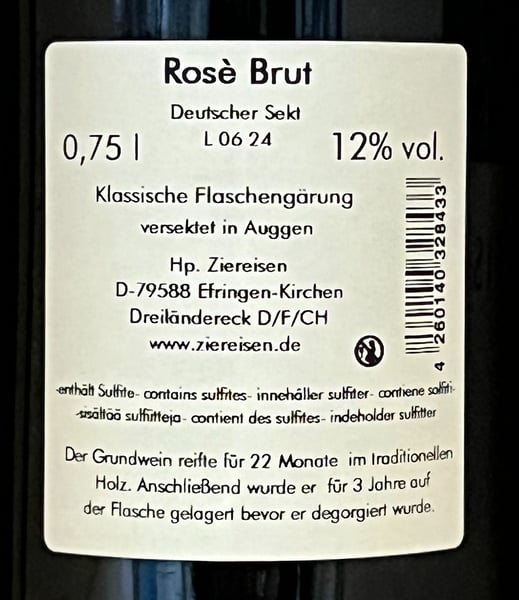 Rosè Brut
Deutscher Sekt
0,75 l L 06 24 12% vol.
Klassische Flaschengärung
versektet in Auggen
Hp. Ziereisen
D-79588 Efringen-Kirchen
Dreiländereck D/F/CH
www.ziereisen.de
4 260140 328433
-enthält Sulfite- contains sulfites- innehåller sulfiter- contiene solfiti-
-sisältää sulfiitteja- contient des sulfites- indeholder sulfitter
Der Grundwein reifte für 22 Monate im traditionellen
Holz. Anschließend wurde er für 3 Jahre auf
der Flasche gelagert bevor er degorgiert wurde.